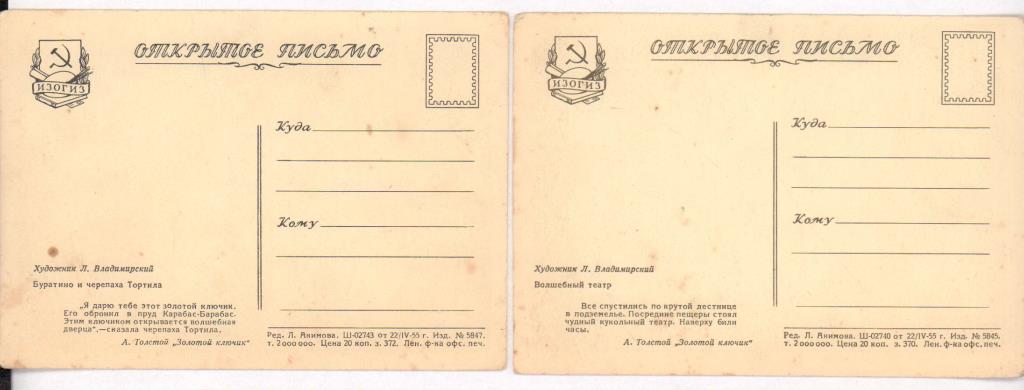 ОТКРЫТОЕ ПИСЬМО
ИЗОГИЗ
Куда
Кому
Художник Л. Владимирский
Буратино и черепаха Тортила
„Я дарю тебе этот золотой ключик.
Его обронил в пруд Карабас-Барабас.
Этим ключиком открывается волшебная
дверца“,—сказала черепаха Тортила.
А. Толстой „Золотой ключик“
Ред. Л. Анимова. Ш-02743 от 22/IV-55 г. Изд. № 5847.
т. 2 000 000. Цена 20 коп. з. 372. Лен. ф-ка офс. печ.
ОТКРЫТОЕ ПИСЬМО
ИЗОГИЗ
Куда
Кому
Художник Л. Владимирский
Волшебный театр
Все спустились по крутой лестнице
в подземелье. Посредине пещеры стоял
чудный кукольный театр. Наверху били
часы.
А. Толстой „Золотой ключик“
Ред. Л. Анимова. Ш-02740 от 22/IV-55 г. Изд. № 5845.
т. 2 000 000. Цена 20 коп. з. 370. Лен. ф-ка офс. печ.